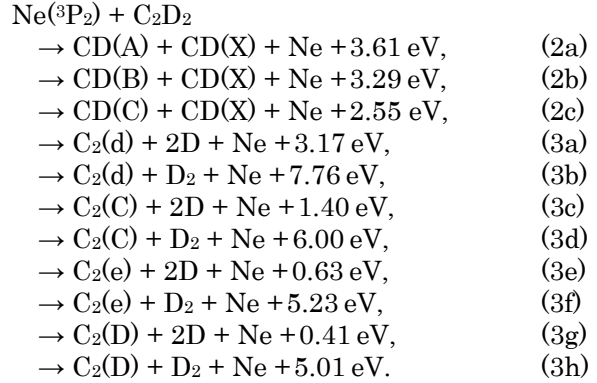 Ne(³P₂) + C₂D₂
→ CD(A) + CD(X) + Ne +3.61 eV, (2a)
→ CD(B) + CD(X) + Ne +3.29 eV, (2b)
→ CD(C) + CD(X) + Ne +2.55 eV, (2c)
→ C₂(d) + 2D + Ne +3.17 eV, (3a)
→ C₂(d) + D₂ + Ne +7.76 eV, (3b)
→ C₂(C) + 2D + Ne +1.40 eV, (3c)
→ C₂(C) + D₂ + Ne +6.00 eV, (3d)
→ C₂(e) + 2D + Ne +0.63 eV, (3e)
→ C₂(e) + D₂ + Ne +5.23 eV, (3f)
→ C₂(D) + 2D + Ne +0.41 eV, (3g)
→ C₂(D) + D₂ + Ne +5.01 eV. (3h)